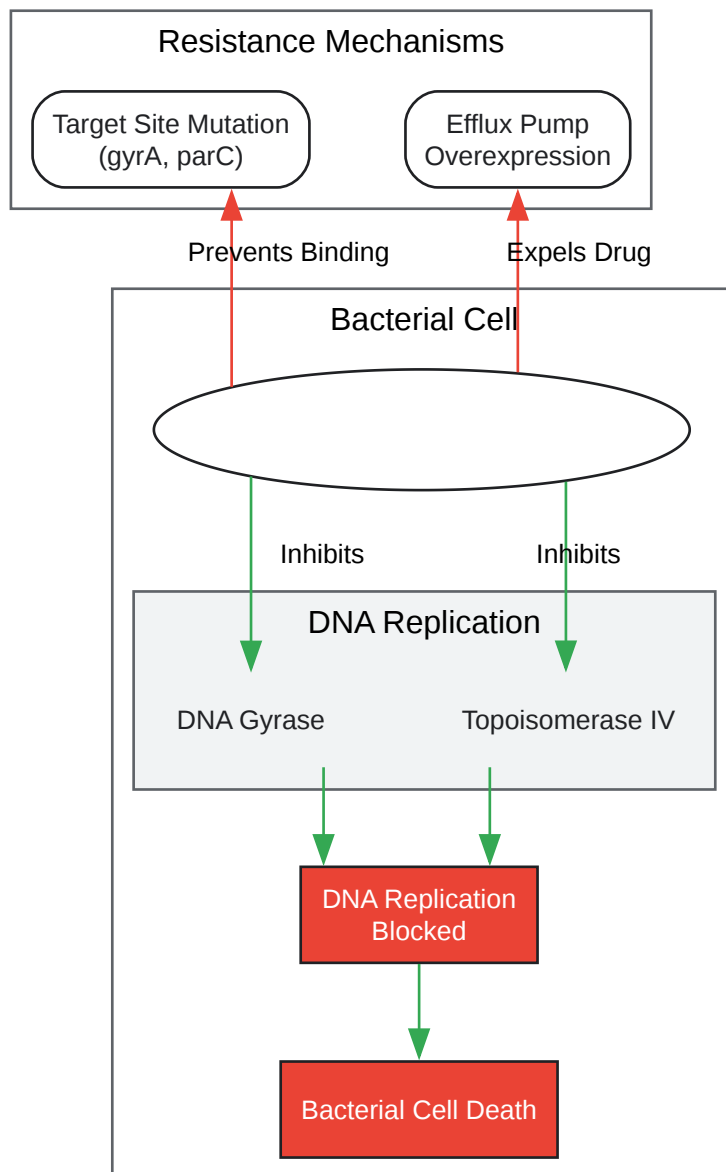 Resistance Mechanisms
Target Site Mutation
(gyrA, parC)
Efflux Pump
Overexpression
Prevents Binding
Expels Drug
Bacterial Cell
Inhibits
Inhibits
DNA Replication
DNA Gyrase
Topoisomerase IV
DNA Replication
Blocked
Bacterial Cell Death